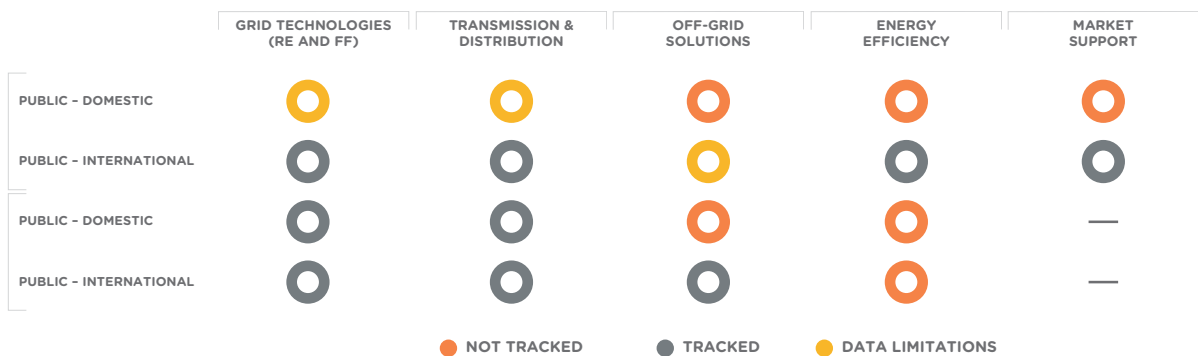 GRID TECHNOLOGIES
(RE AND FF)
TRANSMISSION &
DISTRIBUTION
OFF-GRID
SOLUTIONS
ENERGY
EFFICIENCY
MARKET
SUPPORT
PUBLIC – DOMESTIC
PUBLIC – INTERNATIONAL
PUBLIC – DOMESTIC
—
PUBLIC – INTERNATIONAL
—
NOT TRACKED
TRACKED
DATA LIMITATIONS